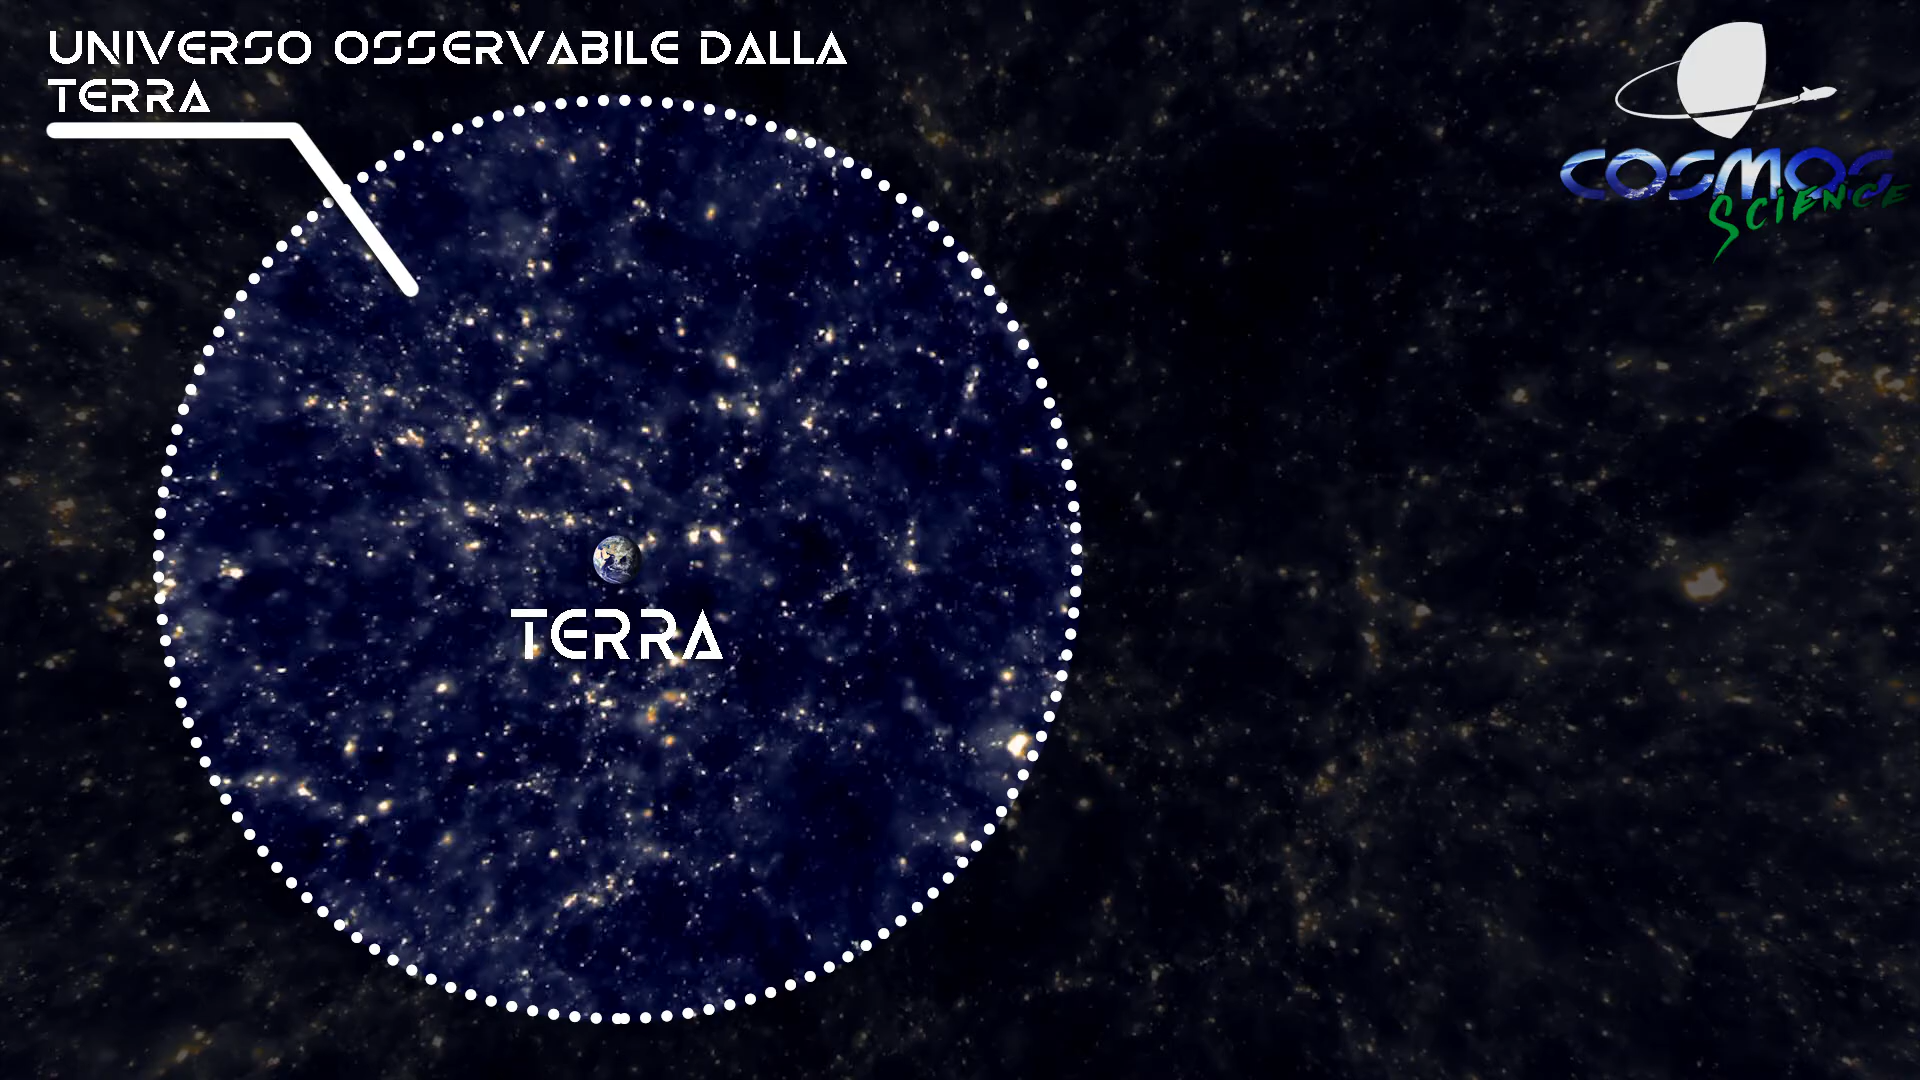 UNIVERSO OSSERVABILE DALLA
TERRA
COSMOS
SCIENCE
TERRA